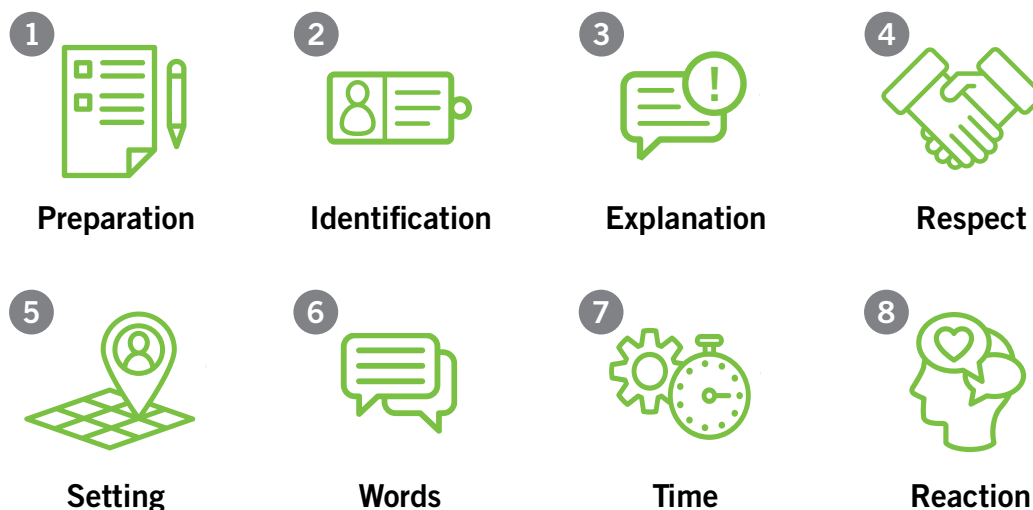 1
Preparation
2
Identification
3
Explanation
4
Respect
5
Setting
6
Words
7
Time
8
Reaction